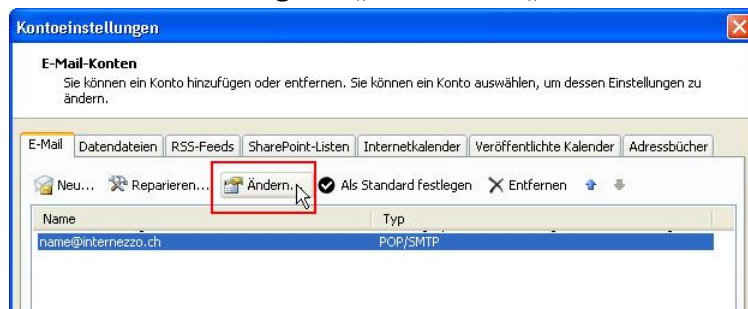 Kontoeinstellungen
E-Mail-Konten
Sie können ein Konto hinzufügen oder entfernen. Sie können ein Konto auswählen, um dessen Einstellungen zu
ändern.
E-Mail Datendateien RSS-Feeds SharePoint-Listen Internetkalender Veröffentlichte Kalender Adressbücher
Neu... Reparieren... Ändern... Als Standard festlegen Entfernen
Name Typ
name@internezzo.ch POP/SMTP